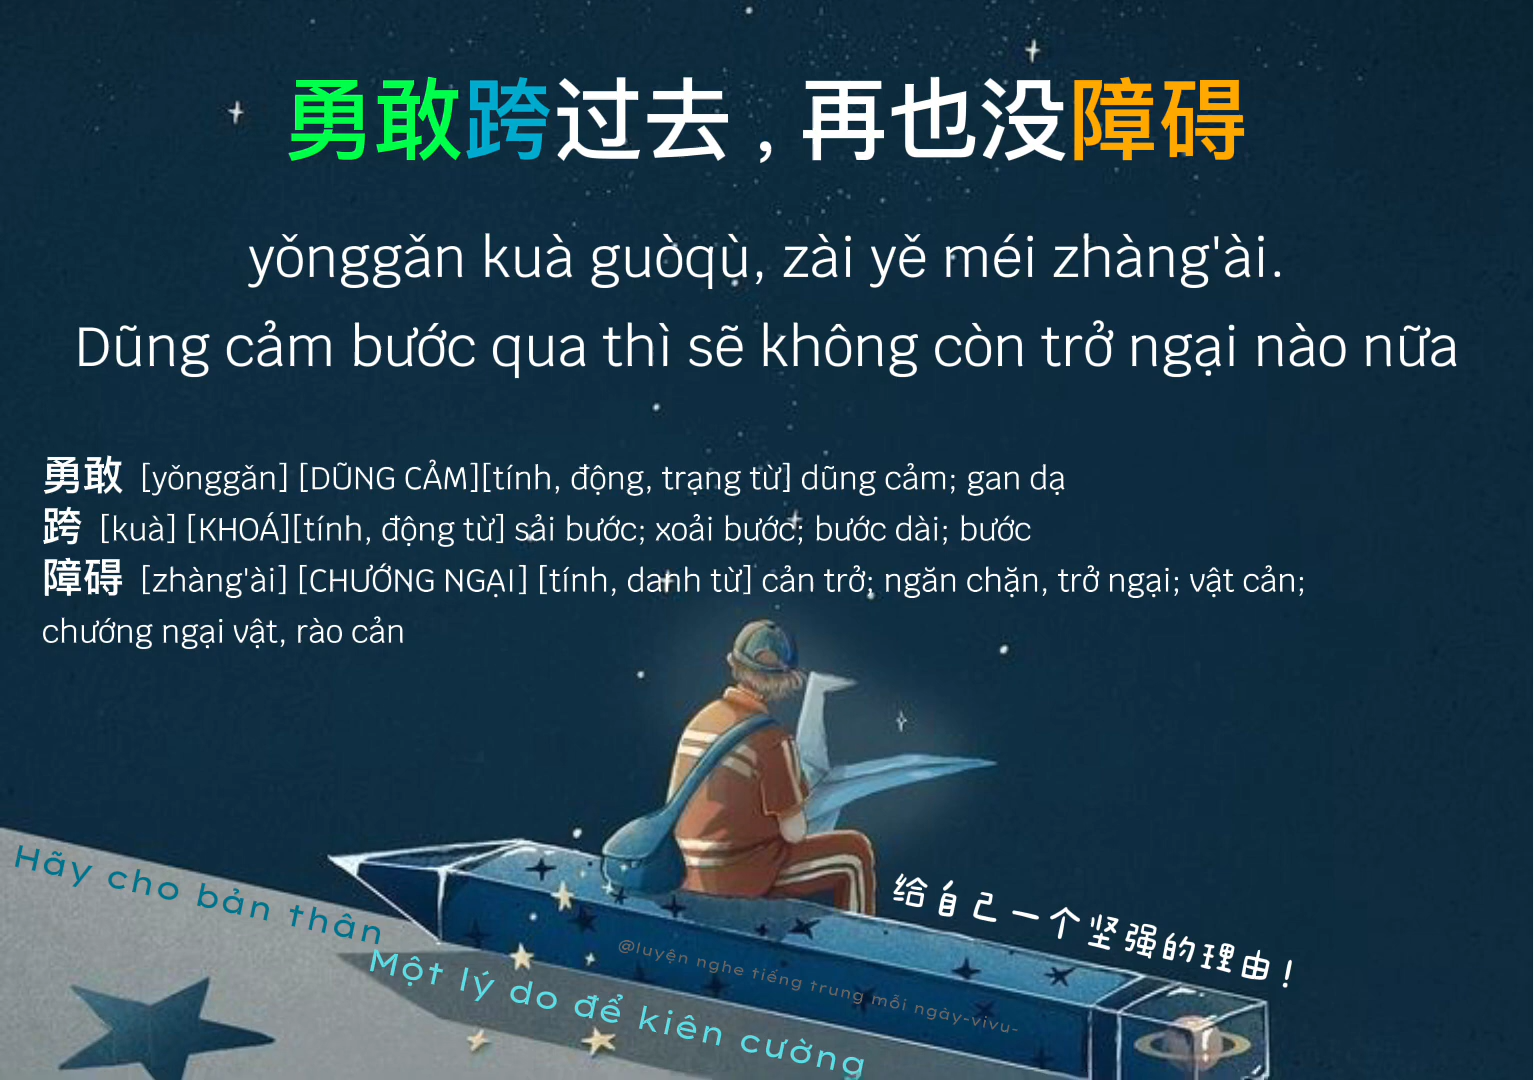 勇敢跨过去 , 再也没障碍
yǒnggǎn kuà guòqù, zài yě méi zhàng'ài.
Dũng cảm bước qua thì sẽ không còn trở ngại nào nữa
勇敢 [yǒnggǎn] [DŨNG CẢM][tính, động, trạng từ] dũng cảm; gan dạ
跨 [kuà] [KHOÁ][tính, động từ] sải bước; xoải bước; bước dài; bước
障碍 [zhàng'ài] [CHƯỚNG NGẠI] [tính, danh từ] cản trở; ngăn chặn, trở ngại; vật cản;
chướng ngại vật, rào cản
Hãy cho bản thân
Một lý do để kiên cường
给自己一个坚强的理由!
@luyện nghe tiếng trung mỗi ngày-vivu-